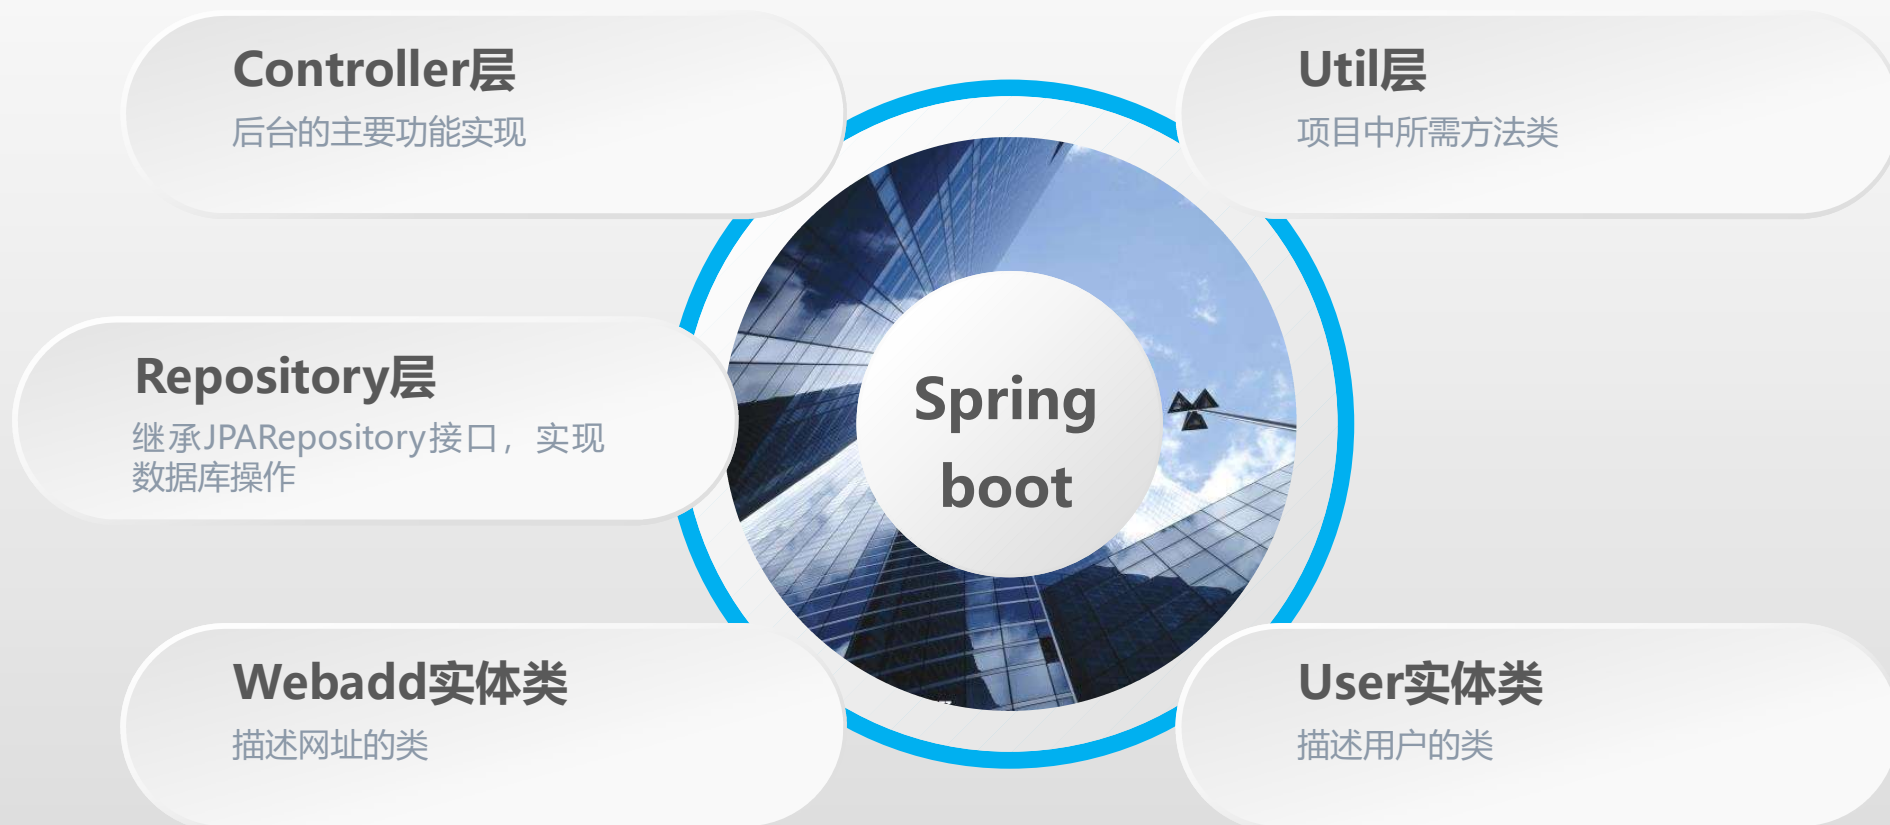 Controller层
后台的主要功能实现
Util层
项目中所需方法类
Repository层
继承JPARepository接口，实现
数据库操作
Spring
boot
Webadd实体类
描述网址的类
User实体类
描述用户的类